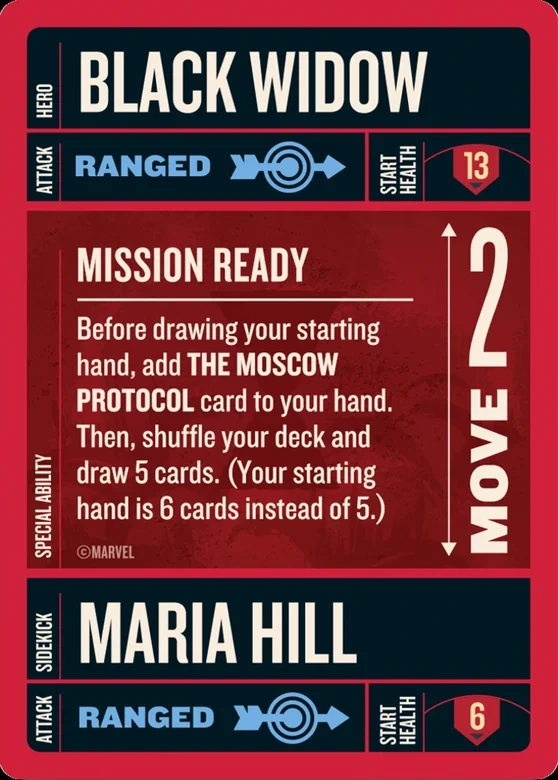 HERO
BLACK WIDOW
ATTACK
RANGED
START
HEALTH
13
SPECIAL ABILITY
MISSION READY
Before drawing your starting
hand, add THE MOSCOW
PROTOCOL card to your hand.
Then, shuffle your deck and
draw 5 cards. (Your starting
hand is 6 cards instead of 5.)
©MARVEL
MOVE 2
SIDEKICK
MARIA HILL
ATTACK
RANGED
START
HEALTH
6